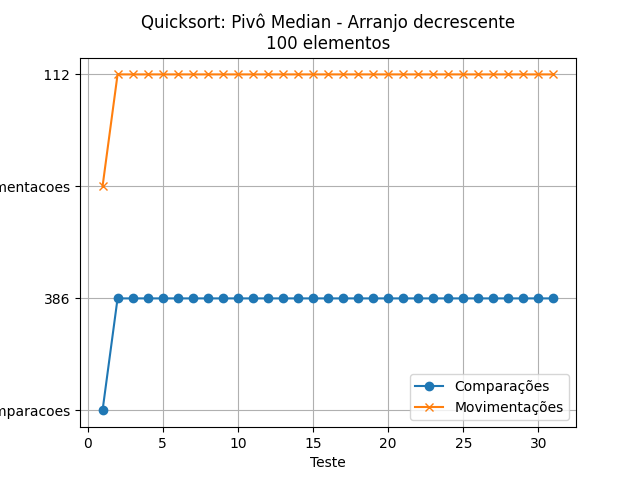 Quicksort: Pivô Median - Arranjo decrescente
100 elementos
112
mentacoes
386
mparacoes
Comparações
Movimentações
0 5 10 15 20 25 30
Teste